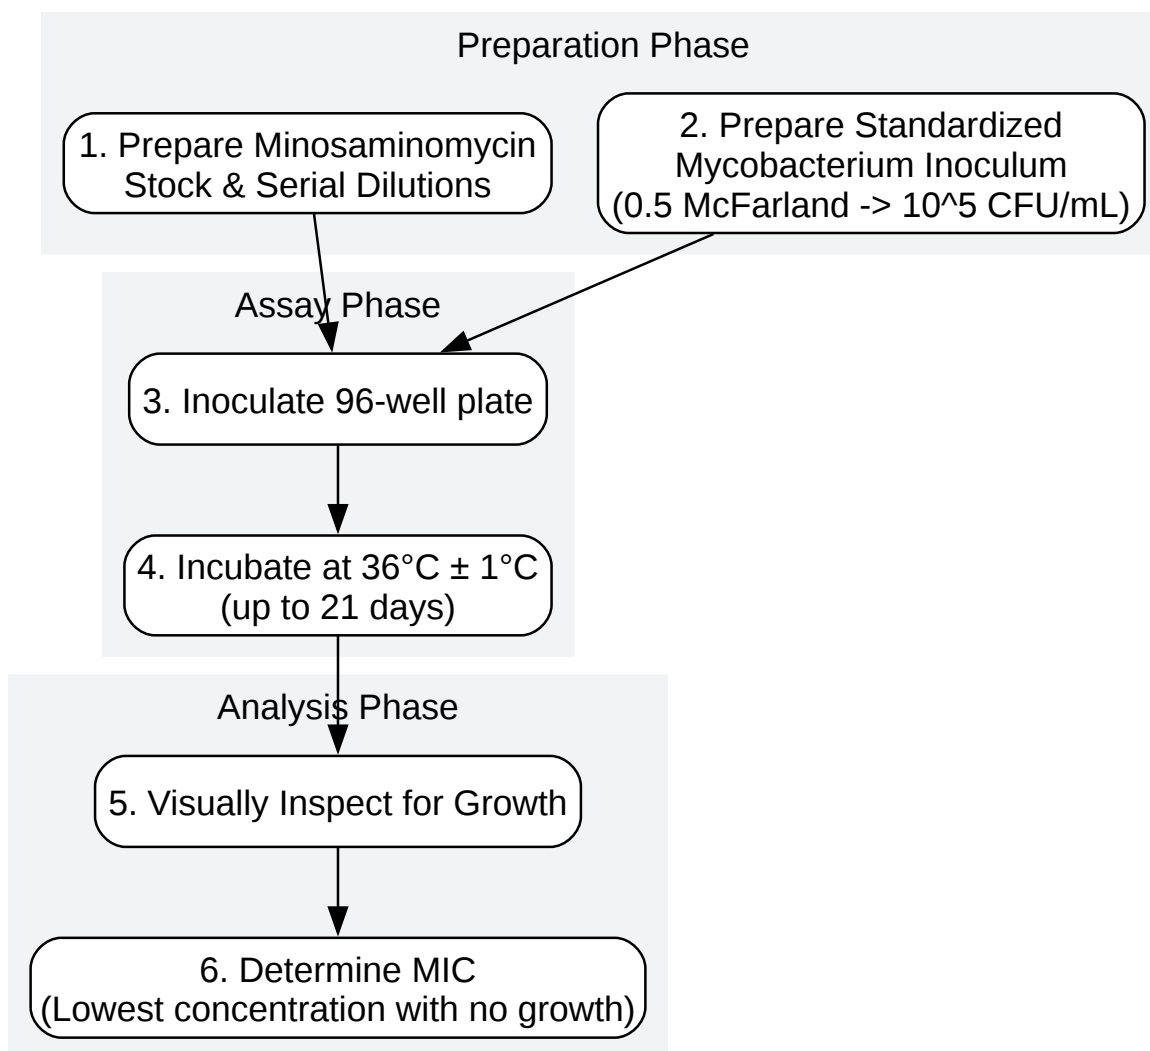 Preparation Phase
1. Prepare Minosaminomycin
Stock & Serial Dilutions
2. Prepare Standardized
Mycobacterium Inoculum
(0.5 McFarland -> 10^5 CFU/mL)
Assay Phase
3. Inoculate 96-well plate
4. Incubate at 36°C ± 1°C
(up to 21 days)
Analysis Phase
5. Visually Inspect for Growth
6. Determine MIC
(Lowest concentration with no growth)